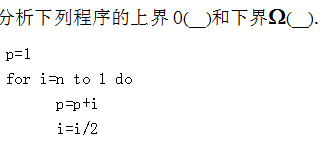 分析下列程序的上界 O(__)和下界Ω(__).
p=1
for i=n to 1 do
p=p+i
i=i/2